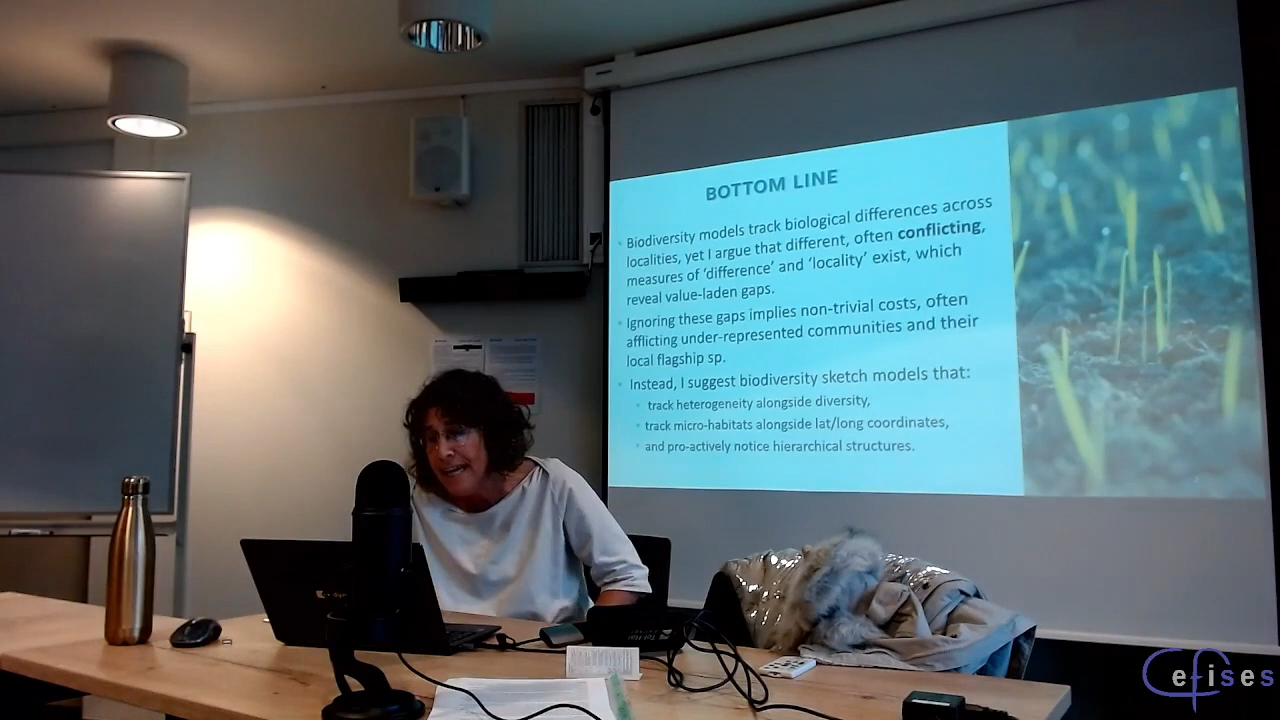 BOTTOM LINE
Biodiversity models track biological differences across
localities, yet I argue that different, often conflicting,
measures of 'difference' and 'locality' exist, which
reveal value-laden gaps.
Ignoring these gaps implies non-trivial costs, often
afflicting under-represented communities and their
local flagship sp.
Instead, I suggest biodiversity sketch models that:
track heterogeneity alongside diversity,
track micro-habitats alongside lat/long coordinates,
and pro-actively notice hierarchical structures.
Cefises